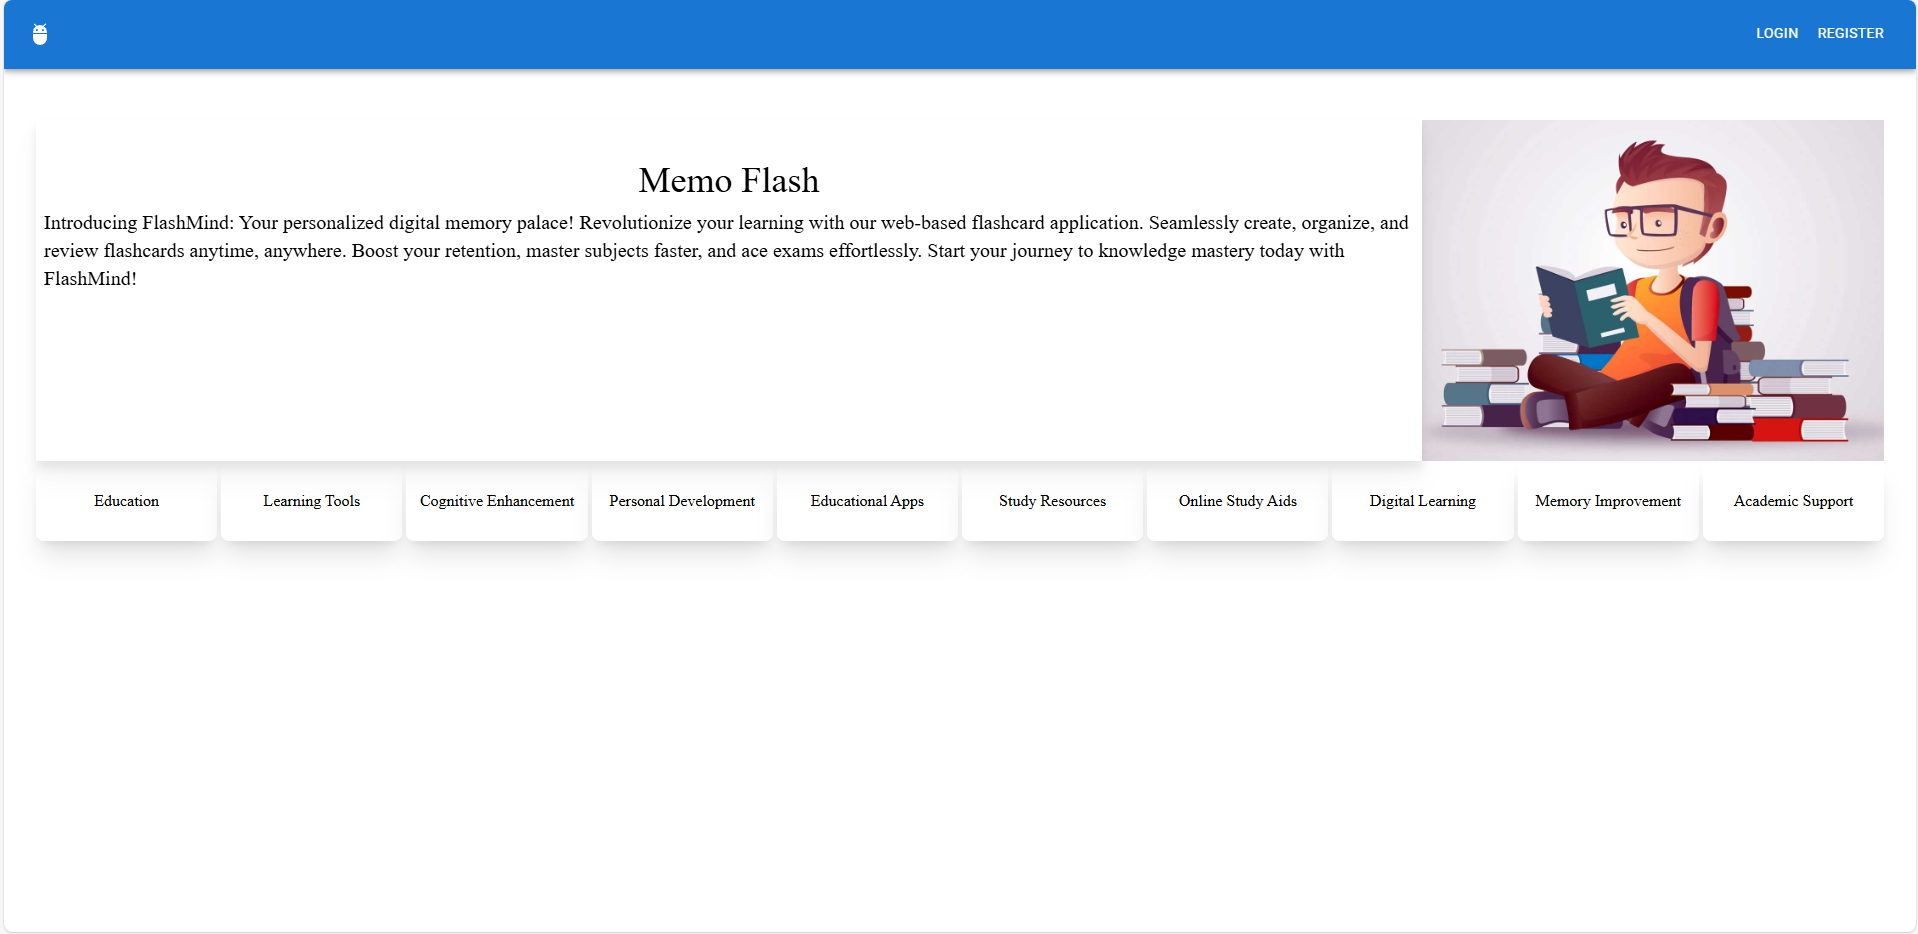 LOGIN REGISTER
Memo Flash
Introducing FlashMind: Your personalized digital memory palace! Revolutionize your learning with our web-based flashcard application. Seamlessly create, organize, and
review flashcards anytime, anywhere. Boost your retention, master subjects faster, and ace exams effortlessly. Start your journey to knowledge mastery today with
FlashMind!
Education
Learning Tools
Cognitive Enhancement
Personal Development
Educational Apps
Study Resources
Online Study Aids
Digital Learning
Memory Improvement
Academic Support